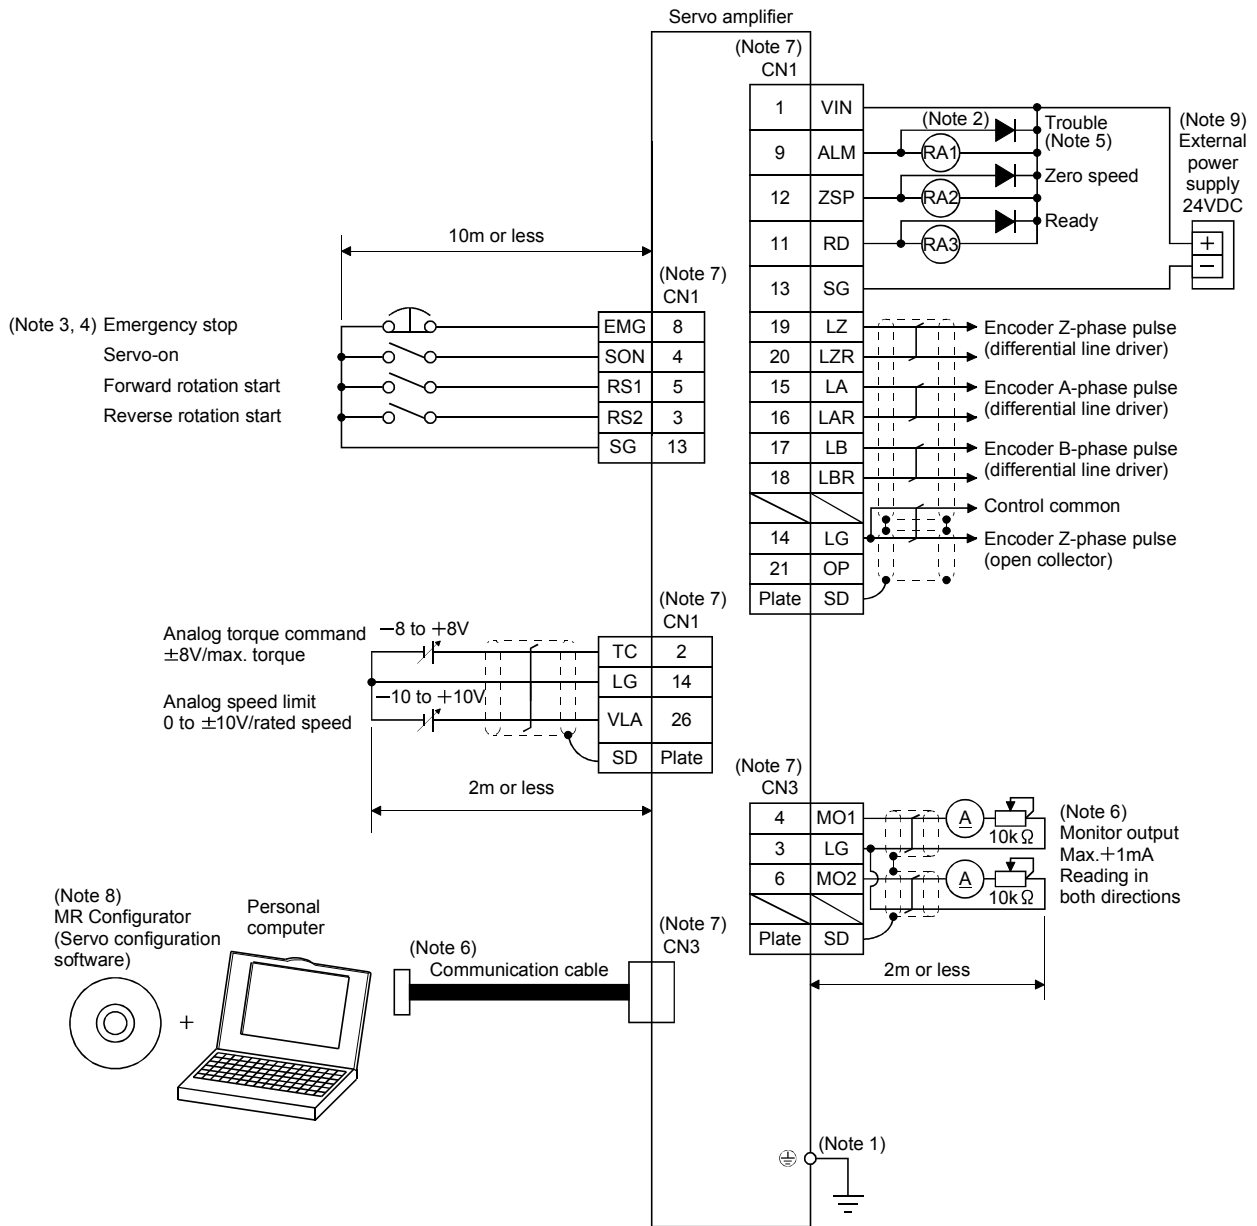 Servo amplifier
(Note 7)
CN1
1 VIN
9 ALM
12 ZSP
11 RD
13 SG
19 LZ
20 LZR
15 LA
16 LAR
17 LB
18 LBR
14 LG
21 OP
Plate SD
(Note 2)
RA1
RA2
RA3
Trouble
(Note 5)
Zero speed
Ready
(Note 9)
External
power
supply
24VDC
+
−
Encoder Z-phase pulse
(differential line driver)
Encoder A-phase pulse
(differential line driver)
Encoder B-phase pulse
(differential line driver)
Control common
Encoder Z-phase pulse
(open collector)
10m or less
(Note 7)
CN1
(Note 3, 4) Emergency stop
Servo-on
Forward rotation start
Reverse rotation start
EMG 8
SON 4
RS1 5
RS2 3
SG 13
(Note 7)
CN1
Analog torque command
±8V/max. torque
−8 to +8V
Analog speed limit
0 to ±10V/rated speed
−10 to +10V
TC 2
LG 14
VLA 26
SD Plate
2m or less
(Note 7)
CN3
4 MO1
3 LG
6 MO2
Plate SD
A
10kΩ
A
10kΩ
(Note 6)
Monitor output
Max.+1mA
Reading in
both directions
2m or less
(Note 8)
MR Configurator
(Servo configuration
software)
+
Personal
computer
(Note 6)
Communication cable
(Note 7)
CN3
(Note 1)